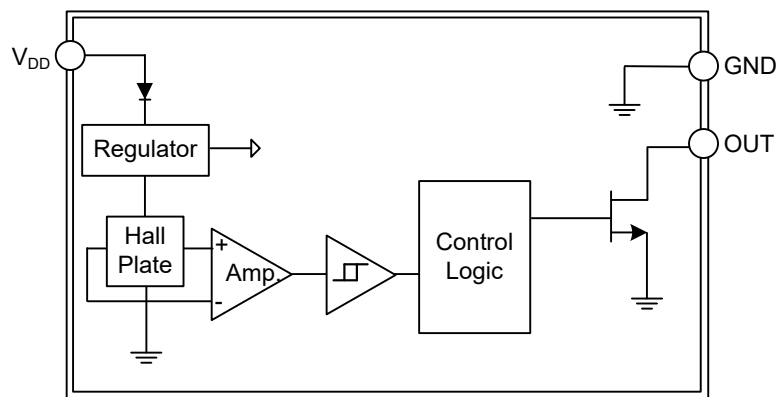 VDD
GND
Regulator
OUT
Hall
Plate
+
Amp.
-
Control
Logic